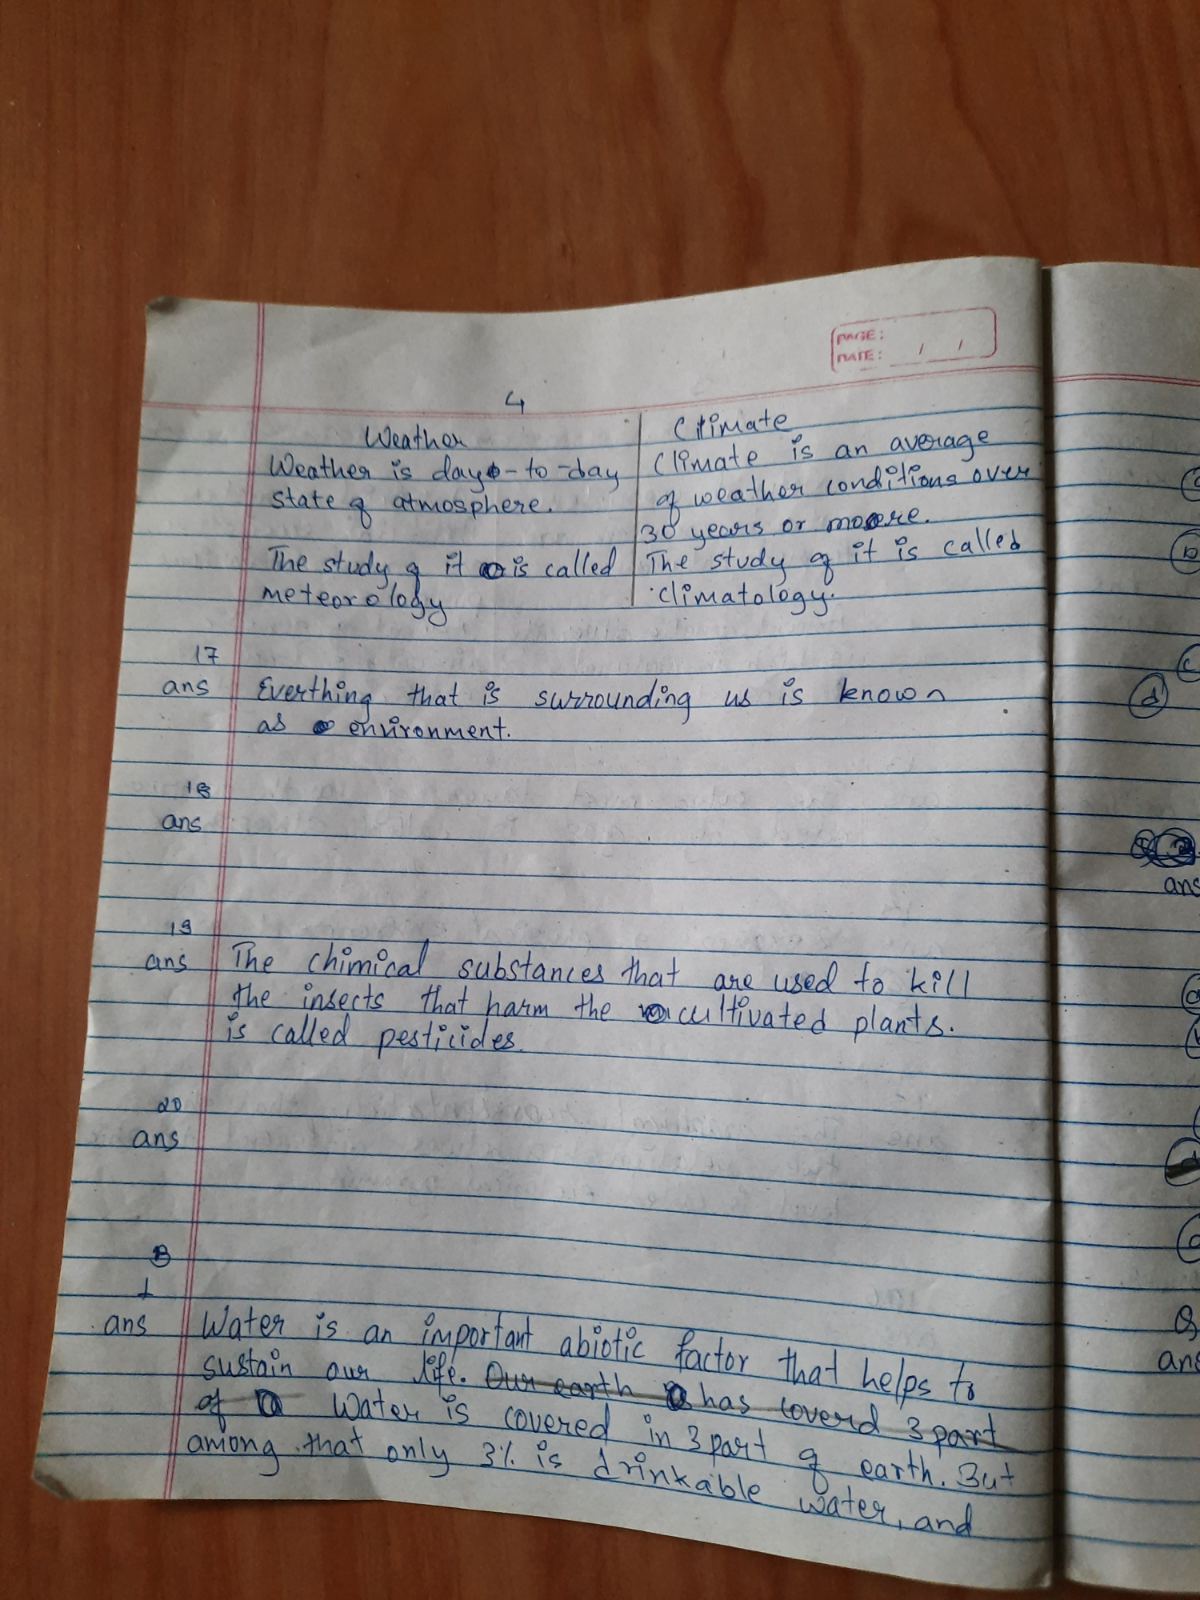 PAGE:
DATE: / /
4
Weather
Weather is day-to-day
state of atmosphere.
The study of it is called
meteorology
Climate
Climate is an average
of weather conditions over
30 years or more.
The study of it is called
climatology.
17
ans Everthing that is surrounding us is known
as environment.
18
ans
19
ans The chimical substances that are used to kill
the insects that harm the cultivated plants.
is called pesticides.
20
ans
B
1
ans Water is an important abiotic factor that helps to
sustain our life. Our earth has coverd 3 part
of Water is covered in 3 part of earth. But
among that only 3% is drinkable water, and
b
c
d
ans
ans